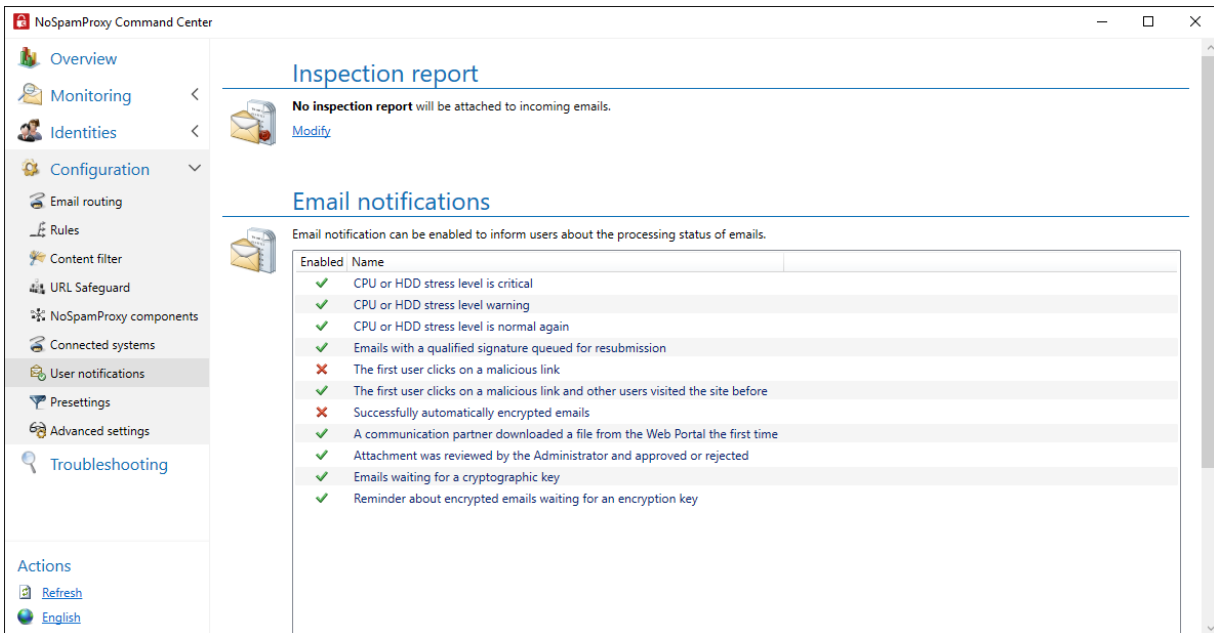 NoSpamProxy Command Center
Overview
Monitoring
Identities
Configuration
Email routing
Rules
Content filter
URL Safeguard
NoSpamProxy components
Connected systems
User notifications
Presettings
Advanced settings
Troubleshooting
Actions
Refresh
English
Inspection report
No inspection report will be attached to incoming emails.
Modify
Email notifications
Email notification can be enabled to inform users about the processing status of emails.
Enabled Name
CPU or HDD stress level is critical
CPU or HDD stress level warning
CPU or HDD stress level is normal again
Emails with a qualified signature queued for resubmission
The first user clicks on a malicious link
The first user clicks on a malicious link and other users visited the site before
Successfully automatically encrypted emails
A communication partner downloaded a file from the Web Portal the first time
Attachment was reviewed by the Administrator and approved or rejected
Emails waiting for a cryptographic key
Reminder about encrypted emails waiting for an encryption key